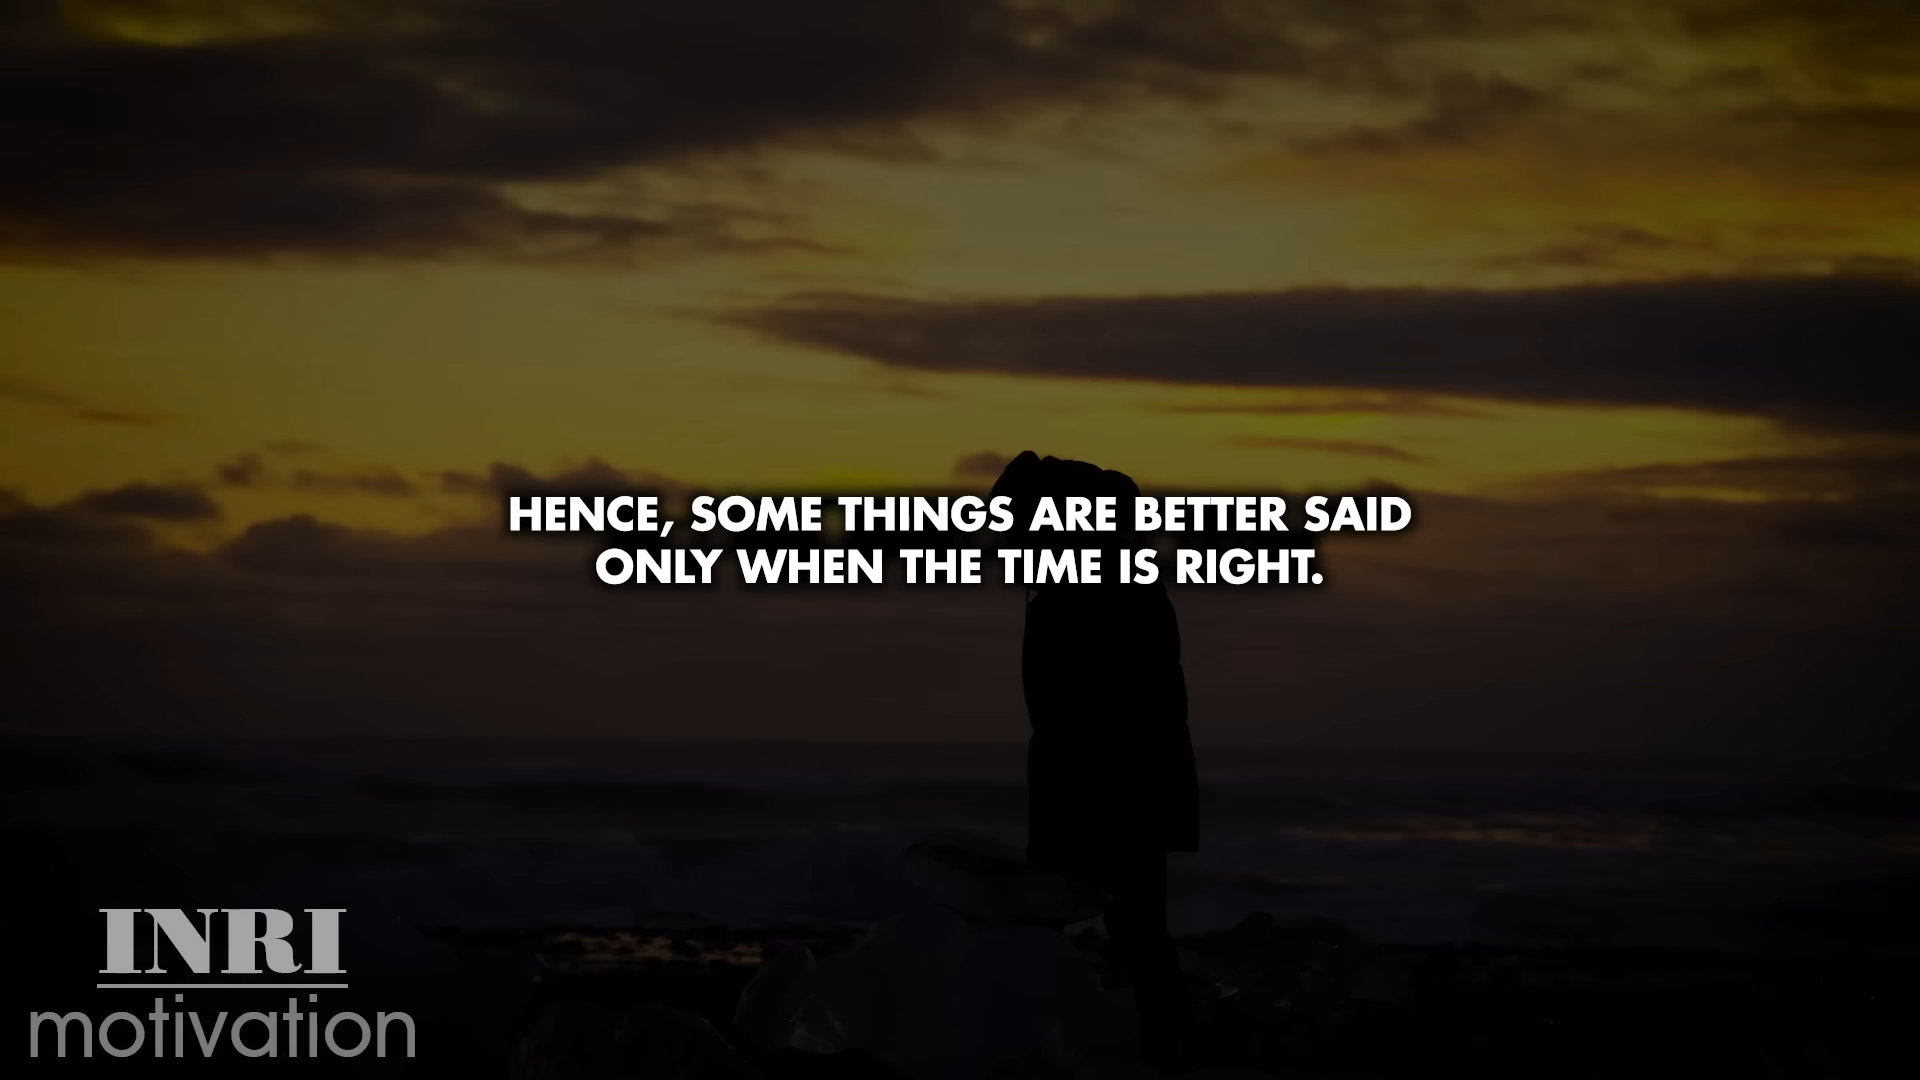 HENCE, SOME THINGS ARE BETTER SAID
ONLY WHEN THE TIME IS RIGHT.
INRI
motivation